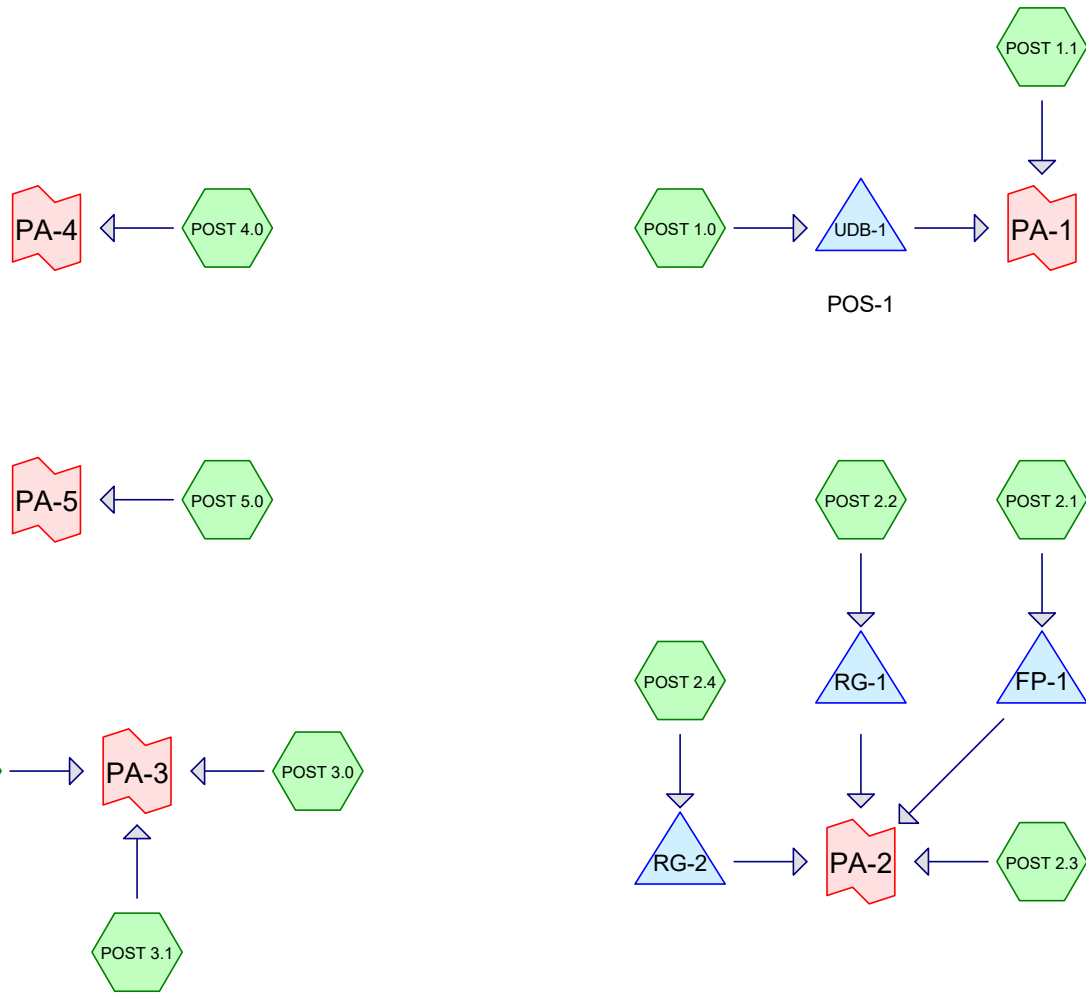 POST 1.1
PA-4
POST 4.0
POST 1.0
UDB-1
PA-1
POS-1
PA-5
POST 5.0
POST 2.2
POST 2.1
POST 2.4
RG-1
FP-1
PA-3
POST 3.0
RG-2
PA-2
POST 2.3
POST 3.1